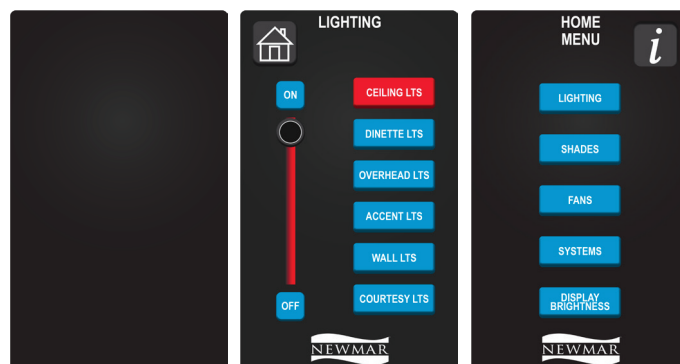 LIGHTING
ON
OFF
CEILING LTS
DINETTE LTS
OVERHEAD LTS
ACCENT LTS
WALL LTS
COURTESY LTS
NEWMAR
HOME
MENU
i
LIGHTING
SHADES
FANS
SYSTEMS
DISPLAY
BRIGHTNESS
NEWMAR